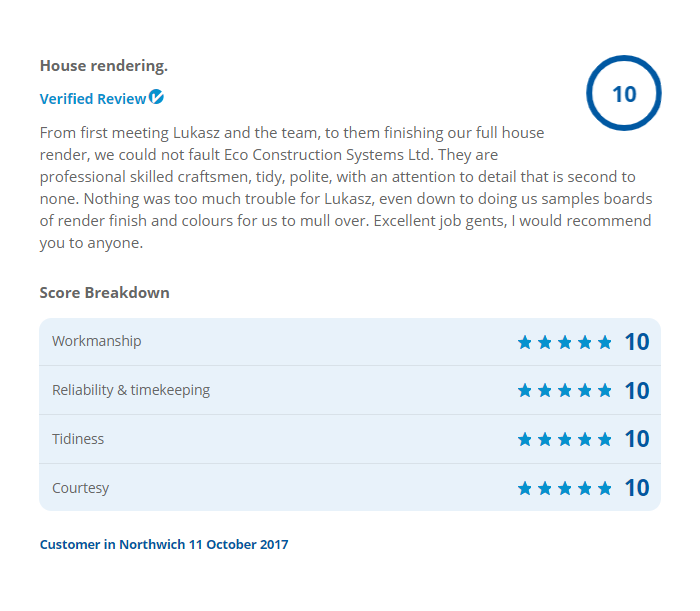 House rendering.
10
Verified Review
From first meeting Lukasz and the team, to them finishing our full house
render, we could not fault Eco Construction Systems Ltd. They are
professional skilled craftsmen, tidy, polite, with an attention to detail that is second to
none. Nothing was too much trouble for Lukasz, even down to doing us samples boards
of render finish and colours for us to mull over. Excellent job gents, I would recommend
you to anyone.
Score Breakdown
Workmanship 10
Reliability & timekeeping 10
Tidiness 10
Courtesy 10
Customer in Northwich 11 October 2017